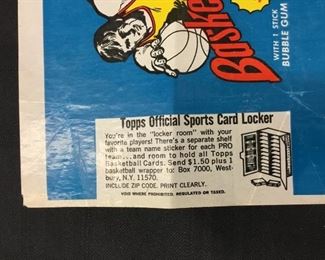 Basket
WITH 1 STICK
BUBBLE GUM
Topps Official Sports Card Locker
You're in the "locker room" with your
favorite players! There's a separate shelf
with a team name sticker for each PRO
team... and room to hold all Topps
Basketball Cards. Send $1.50 plus 1
basketball wrapper to: Box 7000, West-
bury, N.Y. 11570.
INCLUDE ZIP CODE. PRINT CLEARLY.
VOID WHERE PROHIBITED, REGULATED OR TAXED.